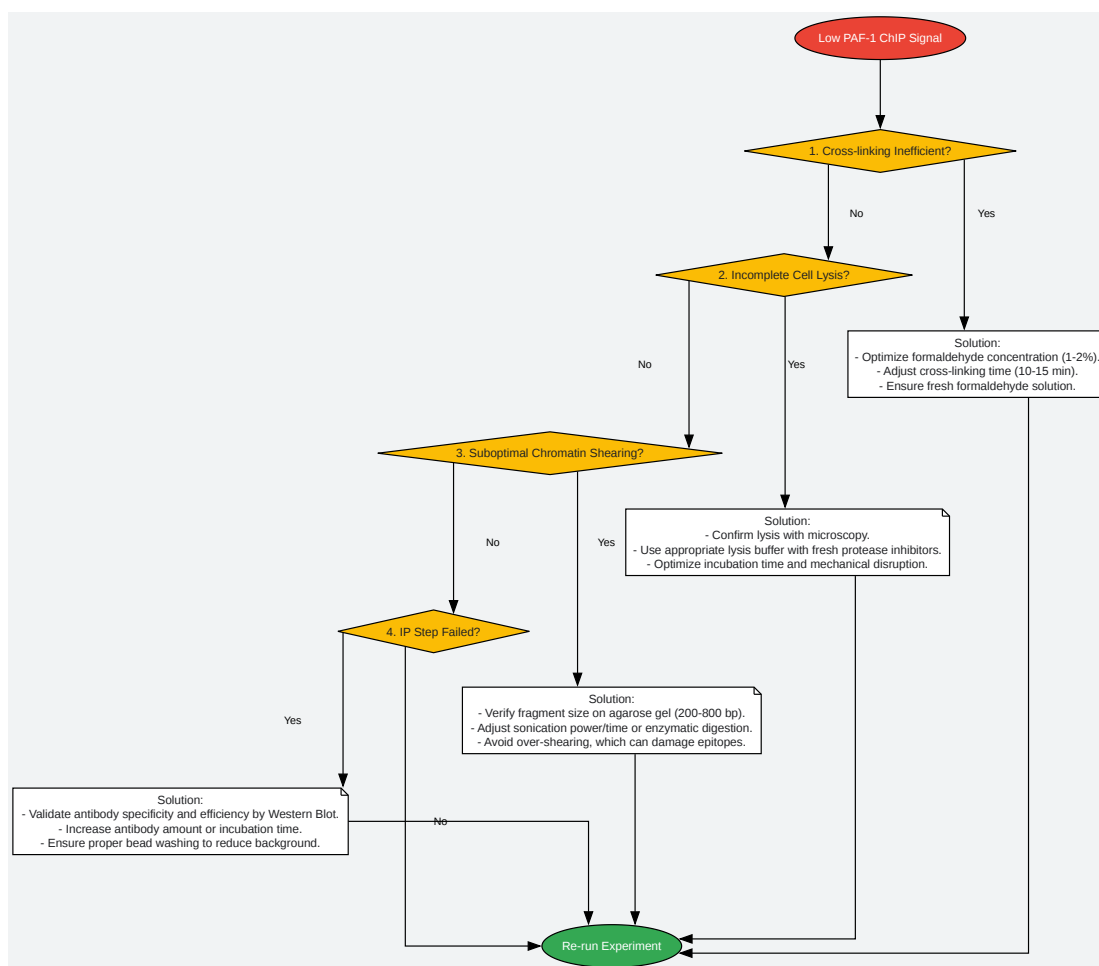 Low PAF-1 ChIP Signal
1. Cross-linking Inefficient?
No
Yes
2. Incomplete Cell Lysis?
Solution:
- Optimize formaldehyde concentration (1-2%).
- Adjust cross-linking time (10-15 min).
- Ensure fresh formaldehyde solution.
No
Yes
3. Suboptimal Chromatin Shearing?
Solution:
- Confirm lysis with microscopy.
- Use appropriate lysis buffer with fresh protease inhibitors.
- Optimize incubation time and mechanical disruption.
No
Yes
4. IP Step Failed?
Solution:
- Verify fragment size on agarose gel (200-800 bp).
- Adjust sonication power/time or enzymatic digestion.
- Avoid over-shearing, which can damage epitopes.
Yes
Solution:
- Validate antibody specificity and efficiency by Western Blot.
- Increase antibody amount or incubation time.
- Ensure proper bead washing to reduce background.
No
Re-run Experiment